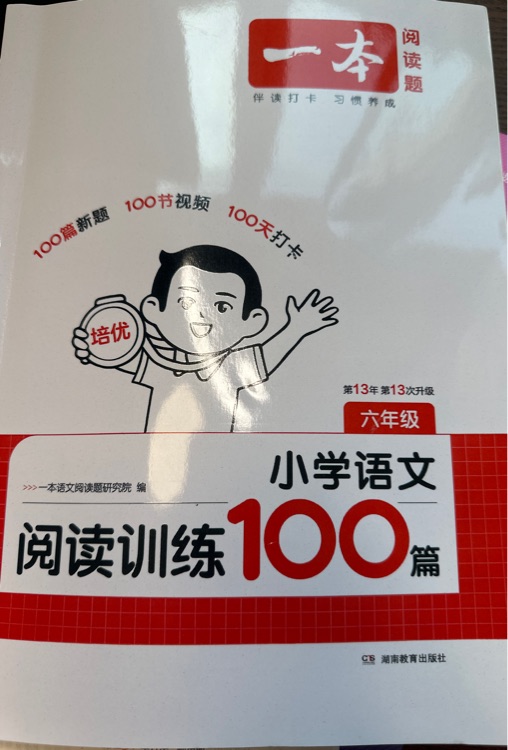 一本
阅读题
伴读打卡 习惯养成
100篇新题 100节视频 100天打卡
培优
第13年 第13次升级
六年级
小学语文
>>>一本语文阅读题研究院 编
阅读训练100篇
湖南教育出版社